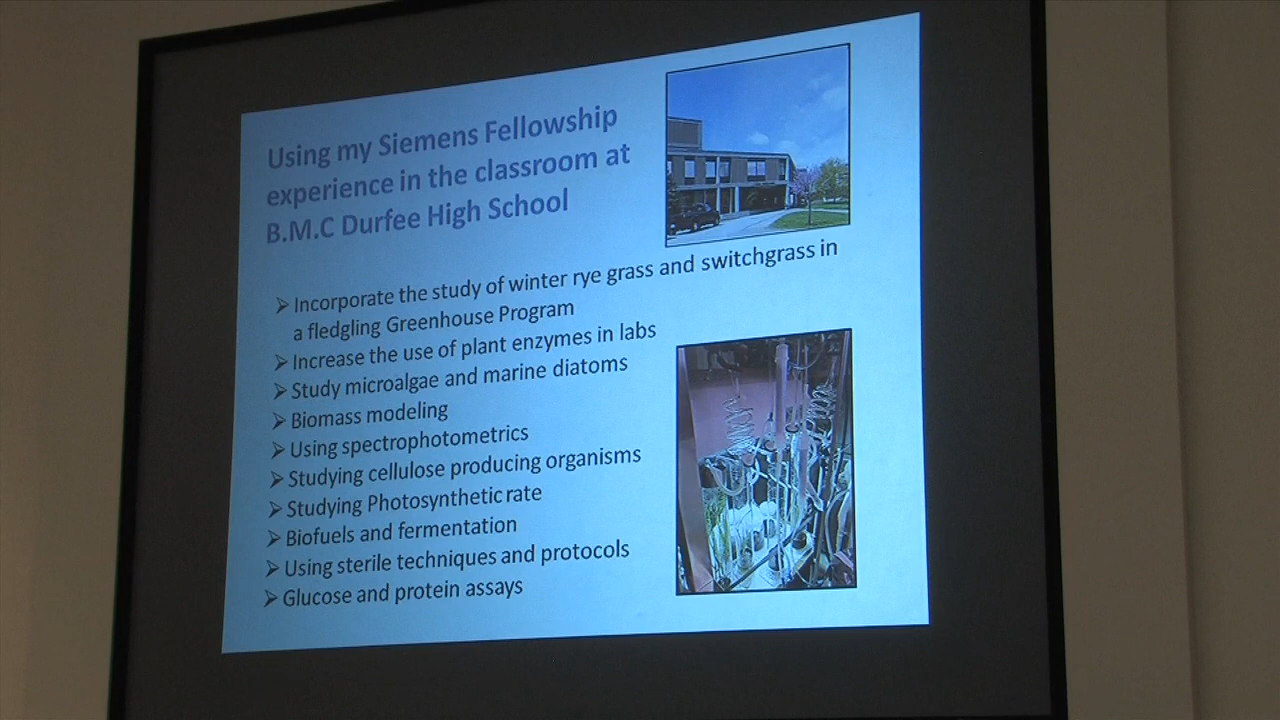 Using my Siemens Fellowship
experience in the classroom at
B.M.C Durfee High School
➢ Incorporate the study of winter rye grass and switchgrass in
a fledgling Greenhouse Program
➢ Increase the use of plant enzymes in labs
➢ Study microalgae and marine diatoms
➢ Biomass modeling
➢ Using spectrophotometrics
➢ Studying cellulose producing organisms
➢ Studying Photosynthetic rate
➢ Biofuels and fermentation
➢ Using sterile techniques and protocols
➢ Glucose and protein assays